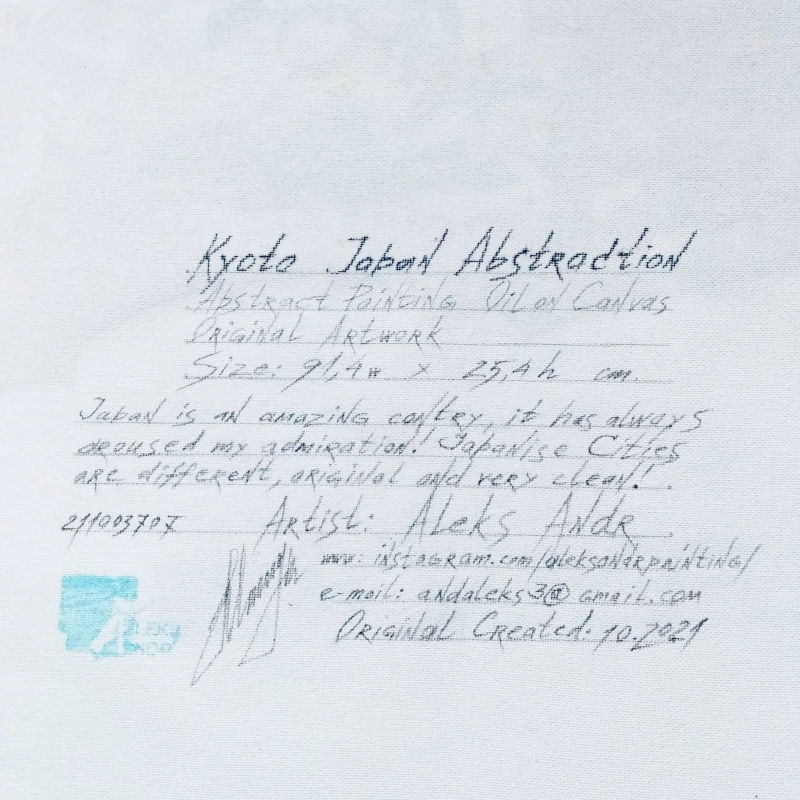 Kyoto Japan Abstraction
Abstract Painting Oil on Canvas
Original Artwork
Size: 91,4w x 25,4h cm.
Japan is an amazing contry, it has always
aroused my admiration! Japanise Cities
are different, original and very clean!
211003707 Artist: Aleks Andr
www: instagram.com/aleksandrpainting/
e-mail: andaleks3@gmail.com
Original Created: 10.2021
ALEKS
ANDR